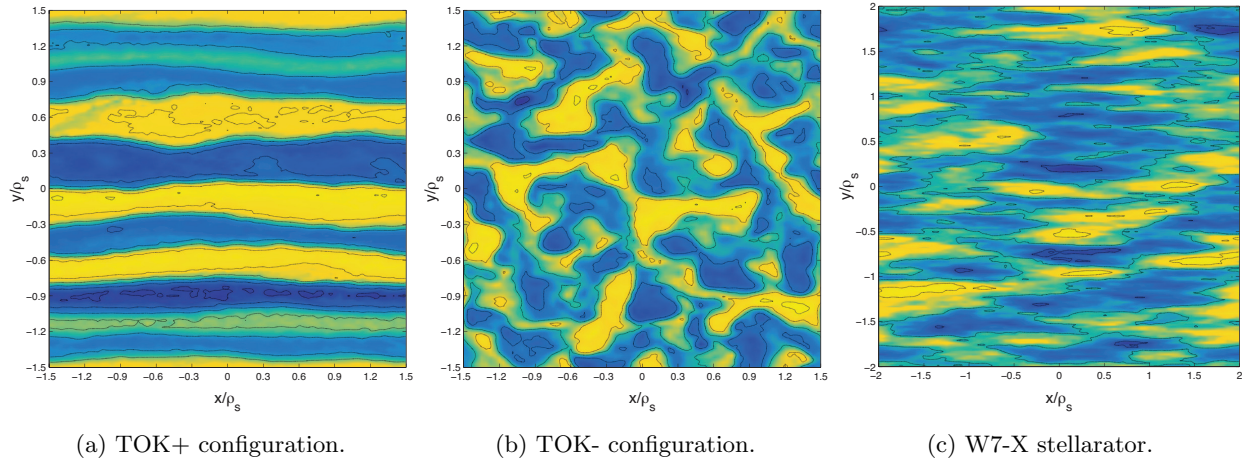 1.5
1.2
0.9
0.6
0.3
0
−0.3
−0.6
−0.9
−1.2
−1.5
y/ρs
−1.5 −1.2 −0.9 −0.6 −0.3 0 0.3 0.6 0.9 1.2 1.5
x/ρs
(a) TOK+ configuration.
1.5
1.2
0.9
0.6
0.3
0
−0.3
−0.6
−0.9
−1.2
−1.5
y/ρs
−1.5 −1.2 −0.9 −0.6 −0.3 0 0.3 0.6 0.9 1.2 1.5
x/ρs
(b) TOK- configuration.
2
1.5
1
0.5
0
−0.5
−1
−1.5
−2
y/ρs
−2 −1.5 −1 −0.5 0 0.5 1 1.5 2
x/ρs
(c) W7-X stellarator.